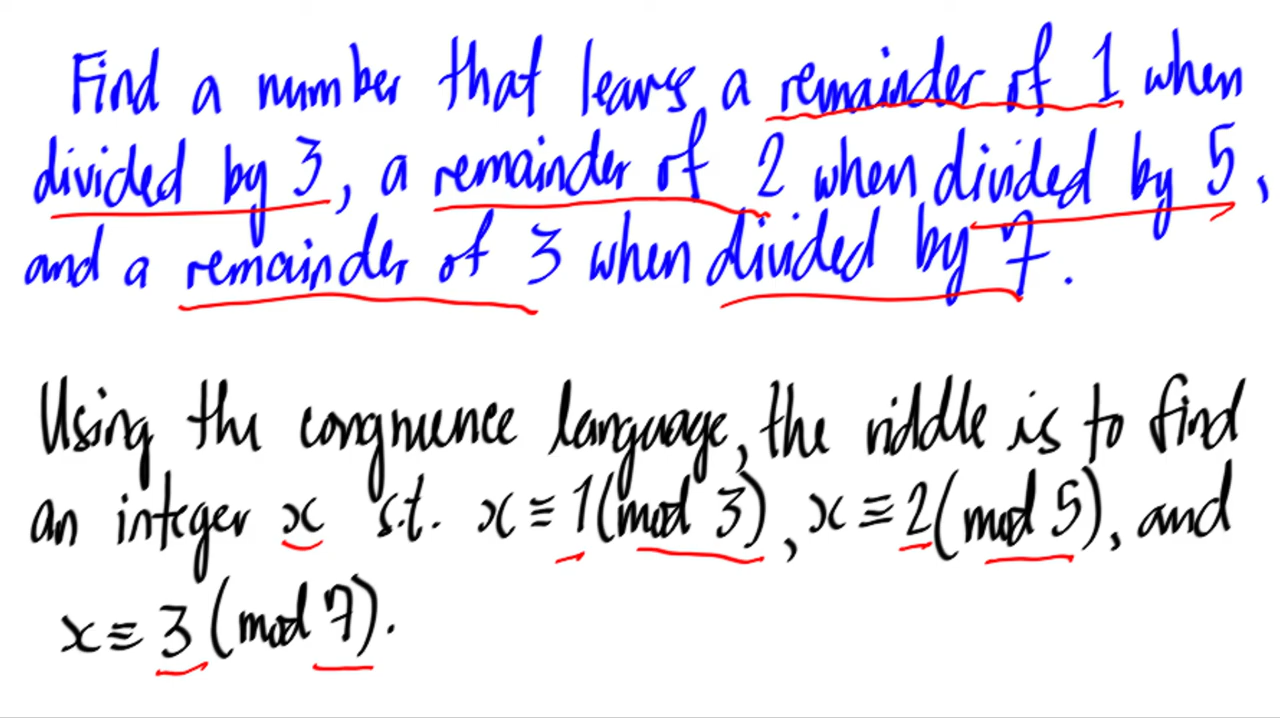 Find a number that leaves a remainder of 1 when
divided by 3, a remainder of 2 when divided by 5,
and a remainder of 3 when divided by 7.
Using the congruence language, the riddle is to find
an integer x s.t. x ≡ 1 (mod 3), x ≡ 2 (mod 5), and
x ≡ 3 (mod 7).